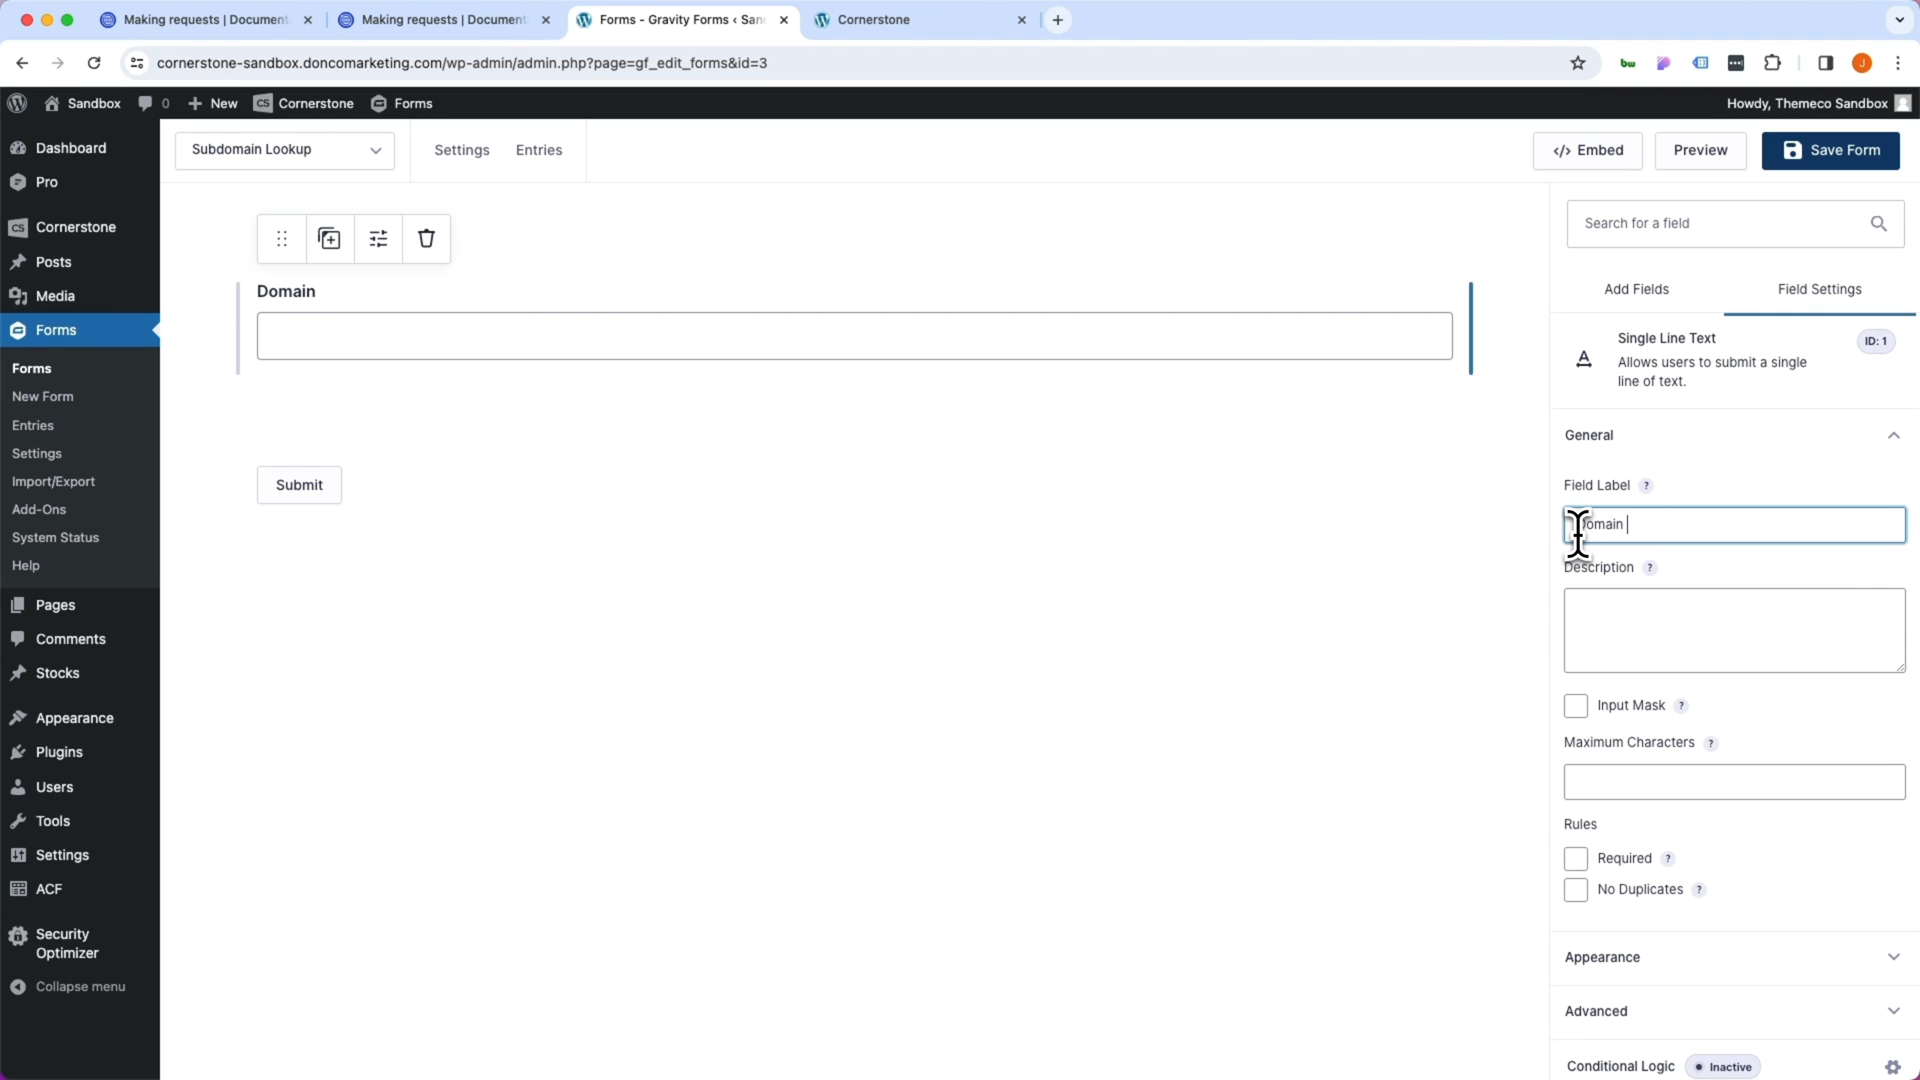 Making requests | Document
Making requests | Document
Forms - Gravity Forms ‹ San
Cornerstone
cornerstone-sandbox.doncomarketing.com/wp-admin/admin.php?page=gf_edit_forms&id=3
bw
J
Sandbox
0
New
CS Cornerstone
Forms
Howdy, Themeco Sandbox
Dashboard
Pro
CS Cornerstone
Posts
Media
Forms
Forms
New Form
Entries
Settings
Import/Export
Add-Ons
System Status
Help
Pages
Comments
Stocks
Appearance
Plugins
Users
Tools
Settings
ACF
Security
Optimizer
Collapse menu
Subdomain Lookup
Settings
Entries
</> Embed
Preview
Save Form
Domain
Submit
Search for a field
Add Fields
Field Settings
Single Line Text
ID: 1
Allows users to submit a single
line of text.
General
Field Label ?
Domain
Description ?
Input Mask ?
Maximum Characters ?
Rules
Required ?
No Duplicates ?
Appearance
Advanced
Conditional Logic
Inactive